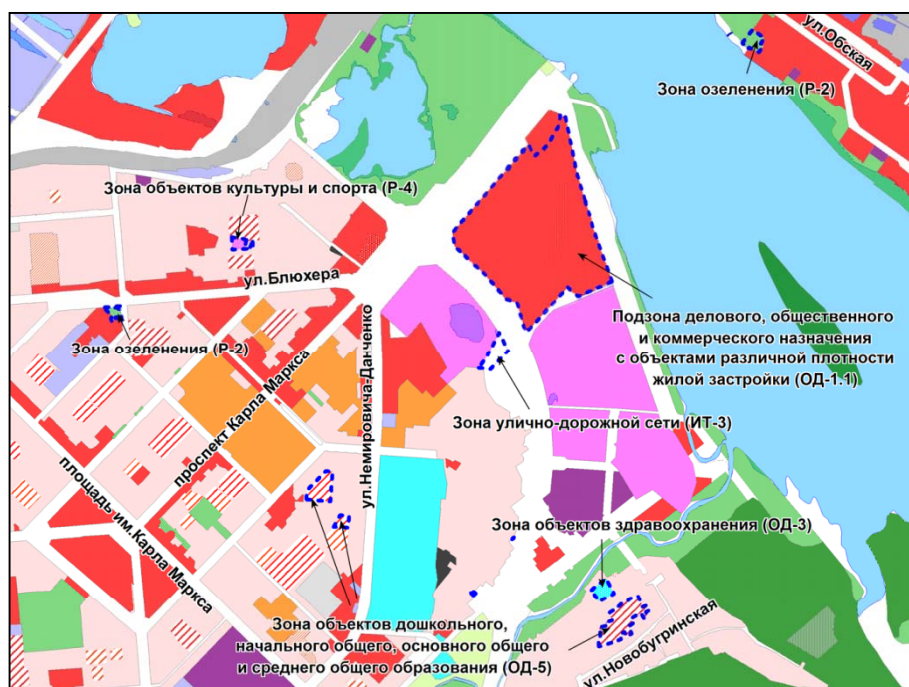 ул.Обская
Зона озеленения (Р-2)
Зона объектов культуры и спорта (Р-4)
ул.Блюхера
Подзона делового, общественного
и коммерческого назначения
с объектами различной плотности
жилой застройки (ОД-1.1)
Зона озеленения (Р-2)
проспект Карла Маркса
ул.Немировича-Данченко
Зона улично-дорожной сети (ИТ-3)
площадь им.Карла Маркса
Зона объектов здравоохранения (ОД-3)
Зона объектов дошкольного,
начального общего, основного общего
и среднего общего образования (ОД-5)
ул.Новобугринская